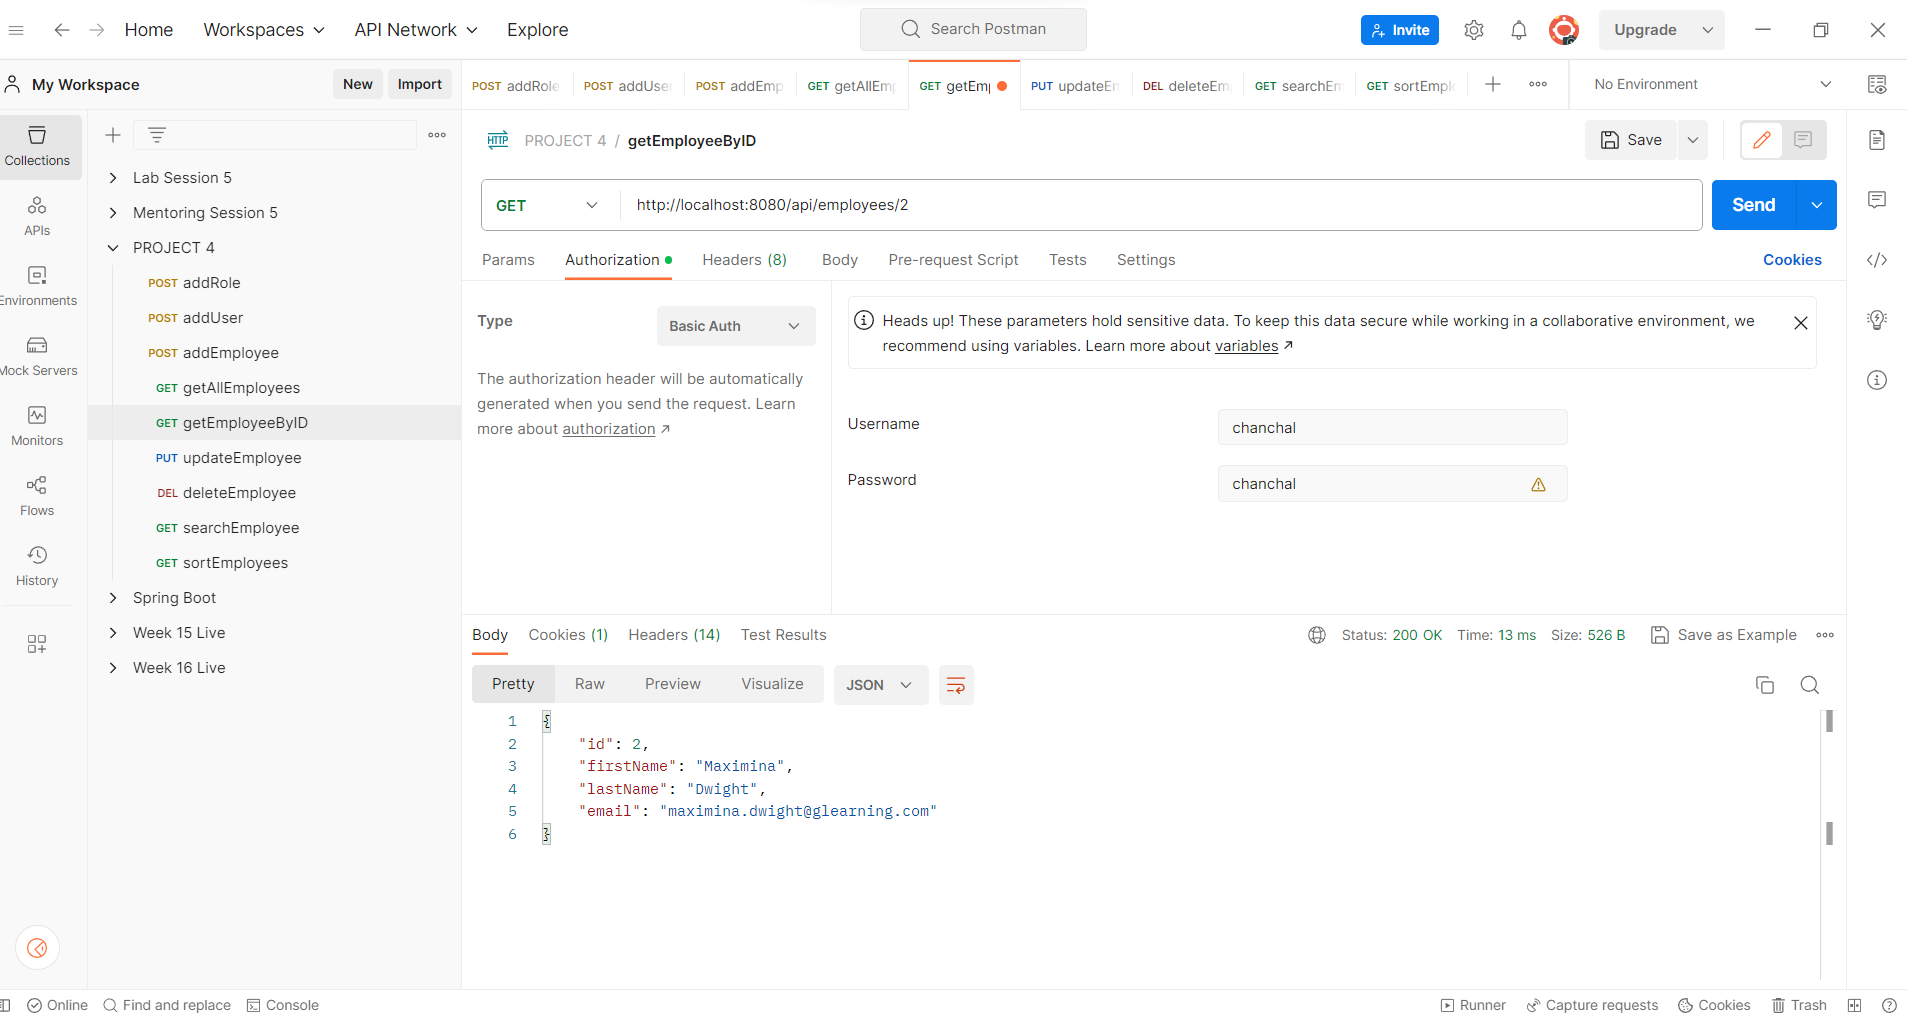 Home
Workspaces
API Network
Explore
Search Postman
Invite
Upgrade
My Workspace
New
Import
POST addRole
POST addUse
POST addEmp
GET getAllEm
GET getEmp
PUT updateEn
DEL deleteEm
GET searchEm
GET sortEmpl
No Environment
Collections
APIs
Environments
Mock Servers
Monitors
Flows
History
Lab Session 5
Mentoring Session 5
PROJECT 4
POST addRole
POST addUser
POST addEmployee
GET getAllEmployees
GET getEmployeeByID
PUT updateEmployee
DEL deleteEmployee
GET searchEmployee
GET sortEmployees
Spring Boot
Week 15 Live
Week 16 Live
HTTP PROJECT 4 / getEmployeeByID
Save
GET http://localhost:8080/api/employees/2
Send
Params Authorization Headers (8) Body Pre-request Script Tests Settings
Cookies
Type
Basic Auth
The authorization header will be automatically
generated when you send the request. Learn
more about authorization ↗
Heads up! These parameters hold sensitive data. To keep this data secure while working in a collaborative environment, we
recommend using variables. Learn more about variables ↗
Username
chanchal
Password
chanchal
Body Cookies (1) Headers (14) Test Results
Status: 200 OK Time: 13 ms Size: 526 B
Save as Example
Pretty Raw Preview Visualize JSON
1 {
2 "id": 2,
3 "firstName": "Maximina",
4 "lastName": "Dwight",
5 "email": "maximina.dwight@glearning.com"
6 }
Online
Find and replace
Console
Runner
Capture requests
Cookies
Trash